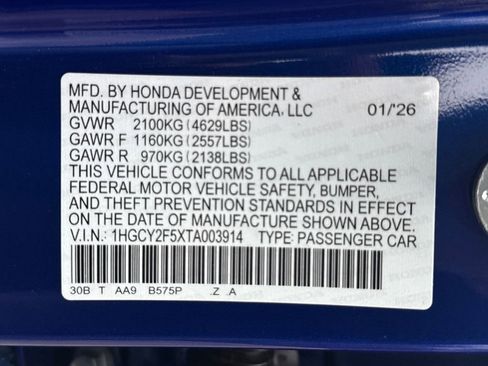 MFD. BY HONDA DEVELOPMENT &
MANUFACTURING OF AMERICA, LLC 01/'26
GVWR 2100KG(4629LBS)
GAWR F 1160KG(2557LBS)
GAWR R 970KG(2138LBS)
THIS VEHICLE CONFORMS TO ALL APPLICABLE
FEDERAL MOTOR VEHICLE SAFETY, BUMPER,
AND THEFT PREVENTION STANDARDS IN EFFECT
ON THE DATE OF MANUFACTURE SHOWN ABOVE.
V.I.N.: 1HGCY2F5XTA003914 TYPE: PASSENGER CAR
30B T AA9 B575P .Z .A